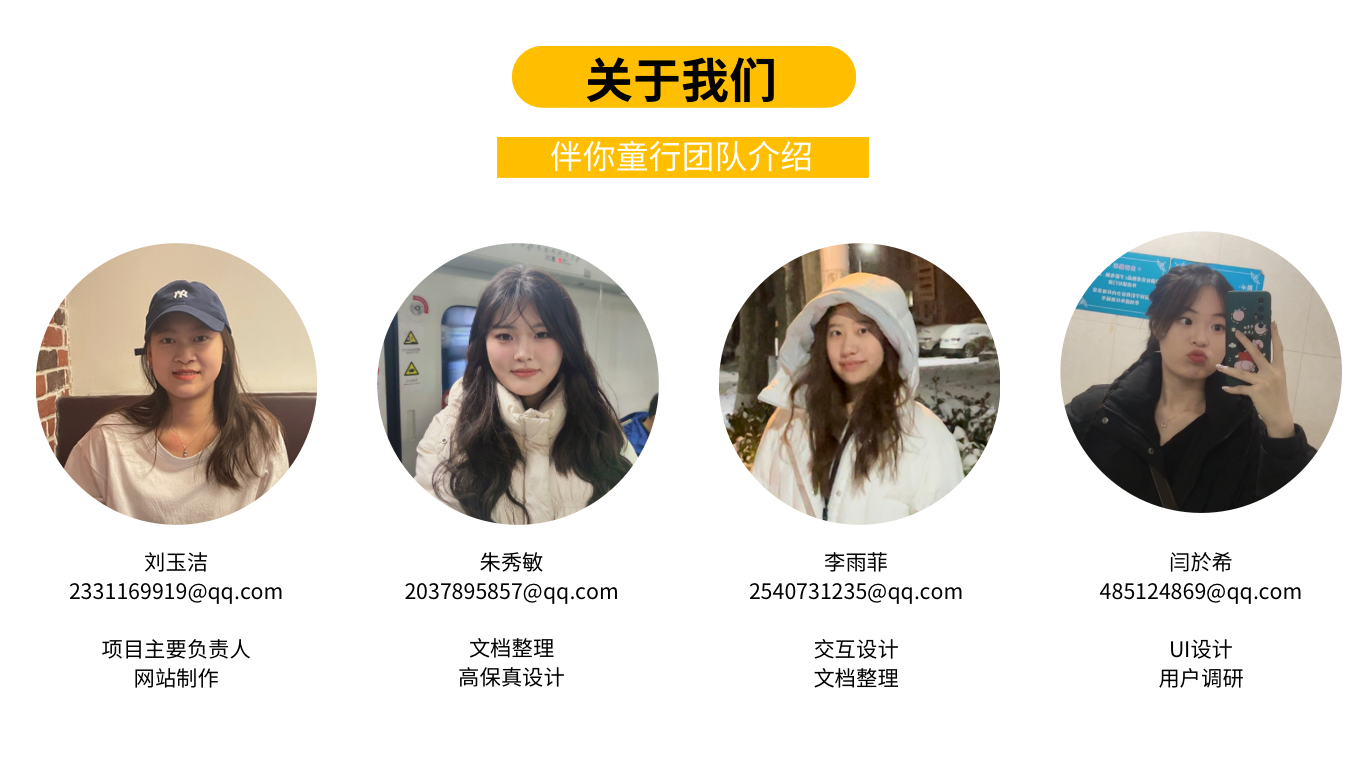 关于我们
伴你童行团队介绍
刘玉洁
2331169919@qq.com
项目主要负责人
网站制作
朱秀敏
2037895857@qq.com
文档整理
高保真设计
李雨菲
2540731235@qq.com
交互设计
文档整理
闫於希
485124869@qq.com
UI设计
用户调研